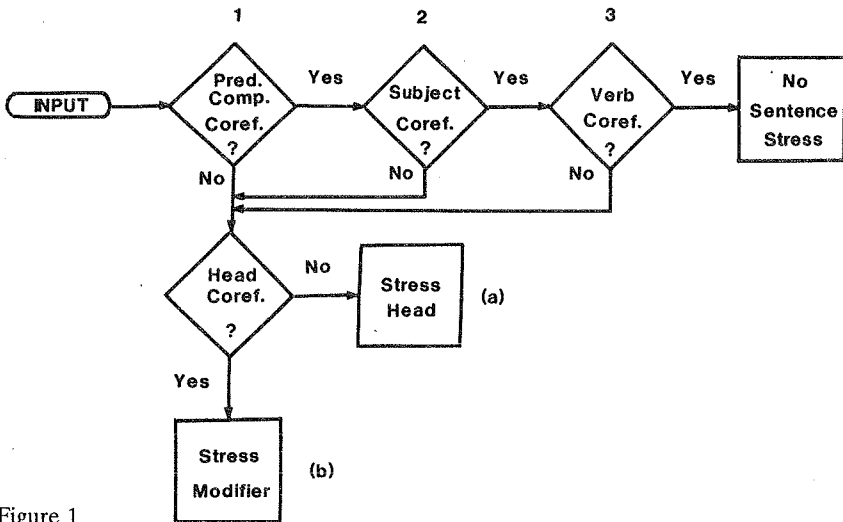 1 2 3
INPUT
Pred.
Comp.
Coref.
?
Yes
Subject
Coref.
?
Yes
Verb
Coref.
?
Yes
No
Sentence
Stress
No
No
No
Head
Coref.
?
No
Stress
Head
(a)
Yes
Stress
Modifier
(b)
Figure 1